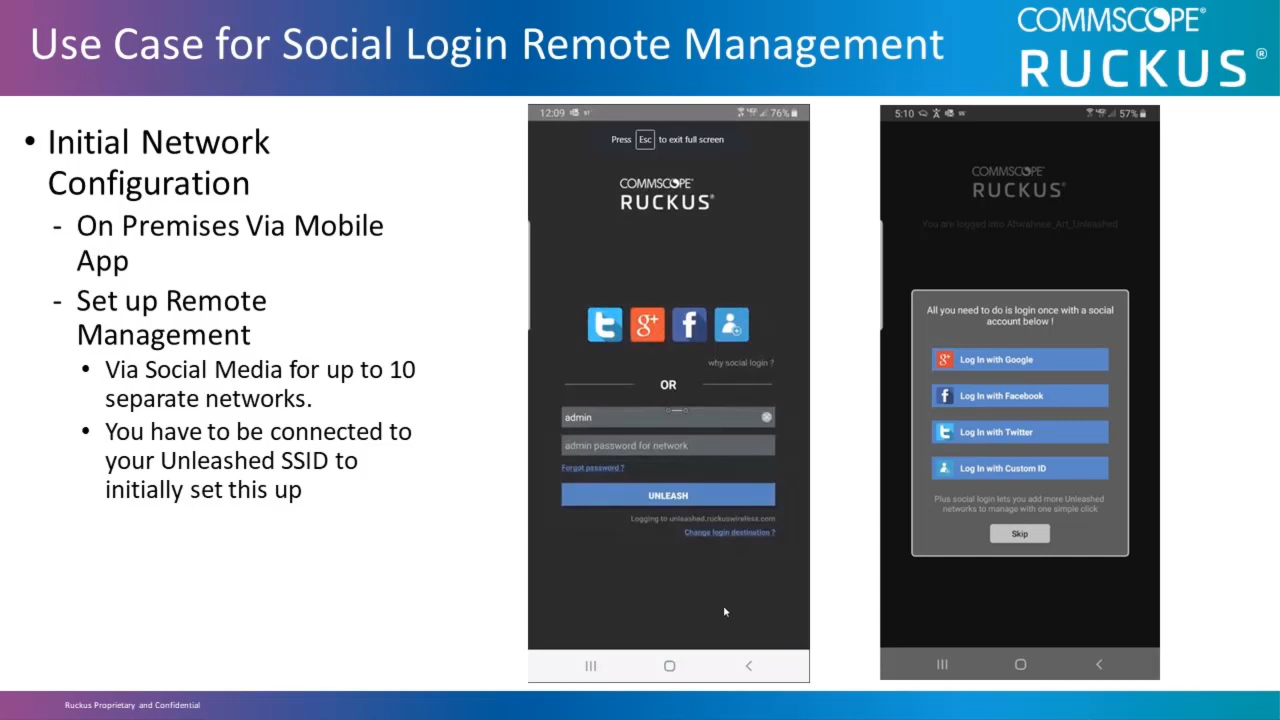 Use Case for Social Login Remote Management
COMMSCOPE®
RUCKUS®
• Initial Network
Configuration
- On Premises Via Mobile
App
- Set up Remote
Management
• Via Social Media for up to 10
separate networks.
• You have to be connected to
your Unleashed SSID to
initially set this up
12:09
76%
Press Esc to exit full screen
COMMSCOPE®
RUCKUS®
why social login ?
OR
admin
admin password for network
Forgot password ?
UNLEASH
Logging to unleashed.ruckuswireless.com
Change login destination ?
5:10
57%
COMMSCOPE®
RUCKUS®
You are logged into Ahwahnee_Art_Unleashed
All you need to do is login once with a social
account below !
Log In with Google
Log In with Facebook
Log In with Twitter
Log In with Custom ID
Plus social login lets you add more Unleashed
networks to manage with one simple click
Skip
Ruckus Proprietary and Confidential